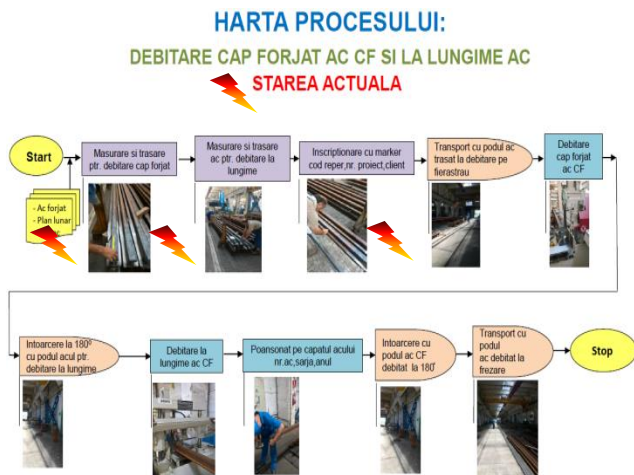 HARTA PROCESULUI:
DEBITARE CAP FORJAT AC CF SI LA LUNGIME AC
STAREA ACTUALA
Start
Masurare si trasare
ptr. debitare cap forjat
Masurare si trasare
ac ptr. debitare la
lungime
Inscriptionare cu marker
cod reper,nr. proiect,client
Transport cu podul ac
trasat la debitare pe
fierastrau
Debitare
cap forjat
ac CF
- Ac forjat
- Plan lunar
Intoarcere la 180⁰
cu podul acul ptr.
debitare la lungime
Debitare la
lungime ac CF
Poansonat pe capatul acului
nr.ac,sarja,anul
Intoarcere cu
podul ac CF
debitat la 180⁰
Transport cu
podul
ac debitat la
frezare
Stop